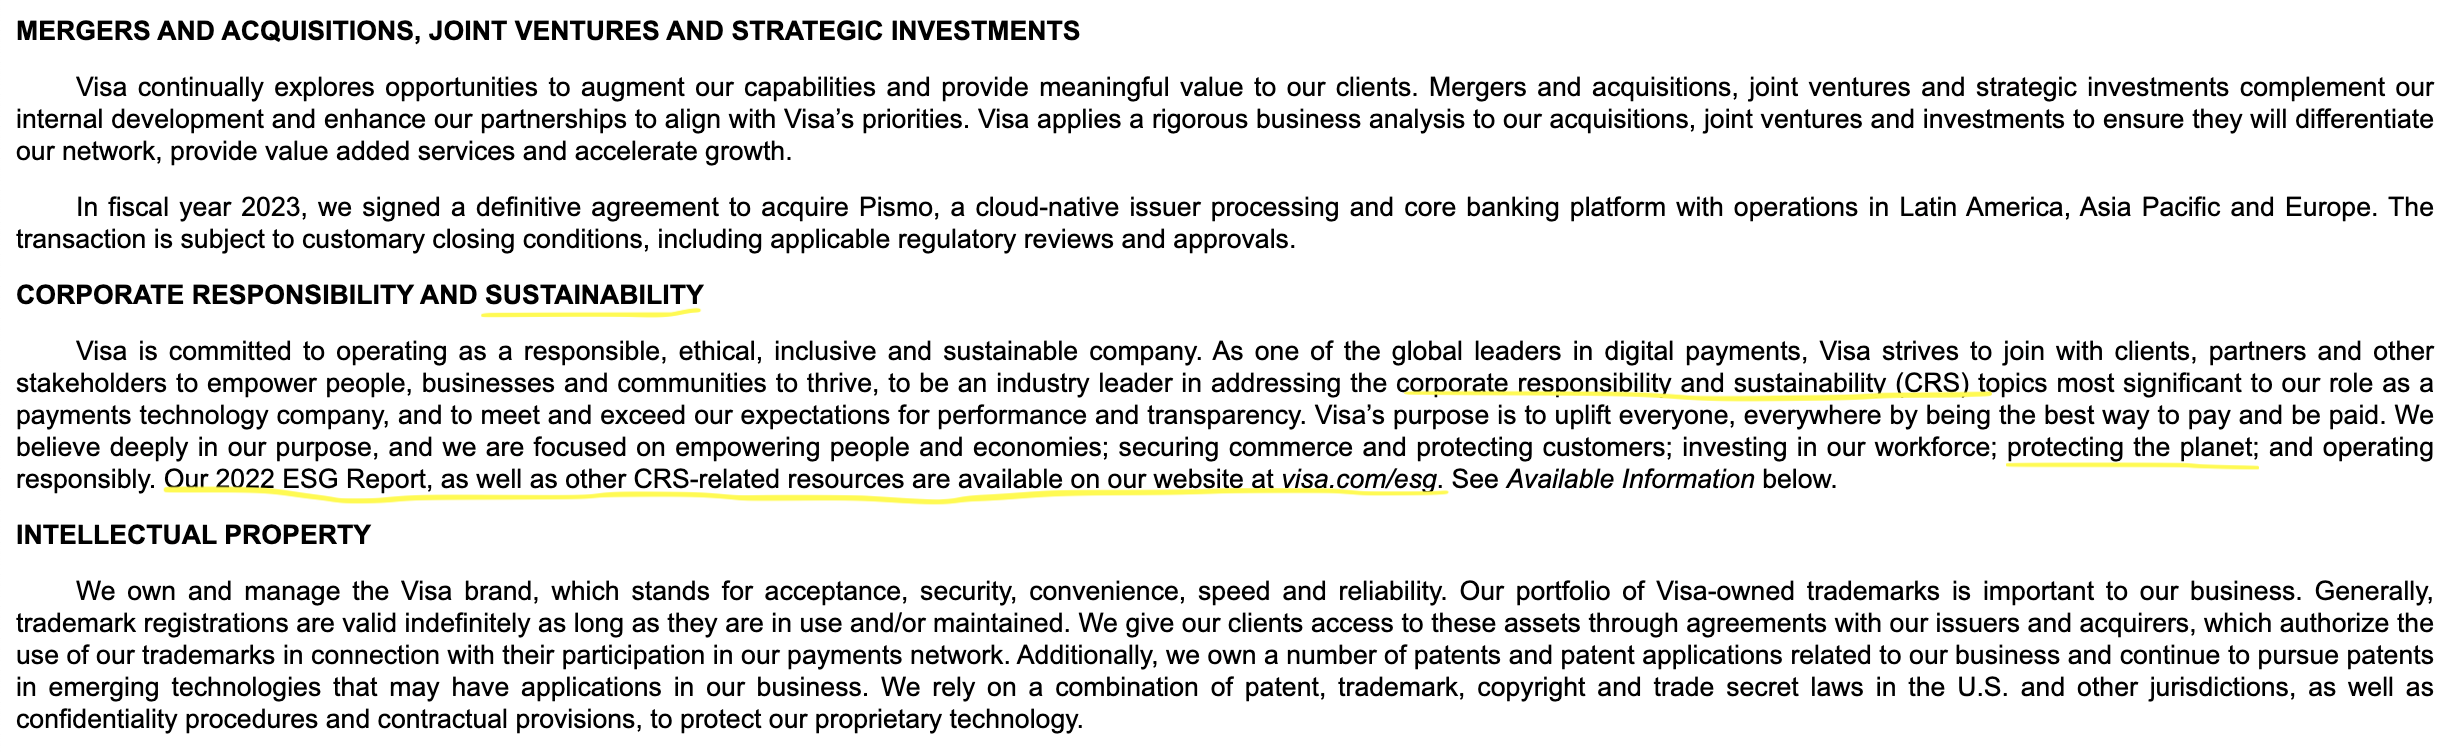 MERGERS AND ACQUISITIONS, JOINT VENTURES AND STRATEGIC INVESTMENTS
Visa continually explores opportunities to augment our capabilities and provide meaningful value to our clients. Mergers and acquisitions, joint ventures and strategic investments complement our
internal development and enhance our partnerships to align with Visa’s priorities. Visa applies a rigorous business analysis to our acquisitions, joint ventures and investments to ensure they will differentiate
our network, provide value added services and accelerate growth.
In fiscal year 2023, we signed a definitive agreement to acquire Pismo, a cloud-native issuer processing and core banking platform with operations in Latin America, Asia Pacific and Europe. The
transaction is subject to customary closing conditions, including applicable regulatory reviews and approvals.
CORPORATE RESPONSIBILITY AND SUSTAINABILITY
Visa is committed to operating as a responsible, ethical, inclusive and sustainable company. As one of the global leaders in digital payments, Visa strives to join with clients, partners and other
stakeholders to empower people, businesses and communities to thrive, to be an industry leader in addressing the corporate responsibility and sustainability (CRS) topics most significant to our role as a
payments technology company, and to meet and exceed our expectations for performance and transparency. Visa’s purpose is to uplift everyone, everywhere by being the best way to pay and be paid. We
believe deeply in our purpose, and we are focused on empowering people and economies; securing commerce and protecting customers; investing in our workforce; protecting the planet; and operating
responsibly. Our 2022 ESG Report, as well as other CRS-related resources are available on our website at visa.com/esg. See Available Information below.
INTELLECTUAL PROPERTY
We own and manage the Visa brand, which stands for acceptance, security, convenience, speed and reliability. Our portfolio of Visa-owned trademarks is important to our business. Generally,
trademark registrations are valid indefinitely as long as they are in use and/or maintained. We give our clients access to these assets through agreements with our issuers and acquirers, which authorize the
use of our trademarks in connection with their participation in our payments network. Additionally, we own a number of patents and patent applications related to our business and continue to pursue patents
in emerging technologies that may have applications in our business. We rely on a combination of patent, trademark, copyright and trade secret laws in the U.S. and other jurisdictions, as well as
confidentiality procedures and contractual provisions, to protect our proprietary technology.